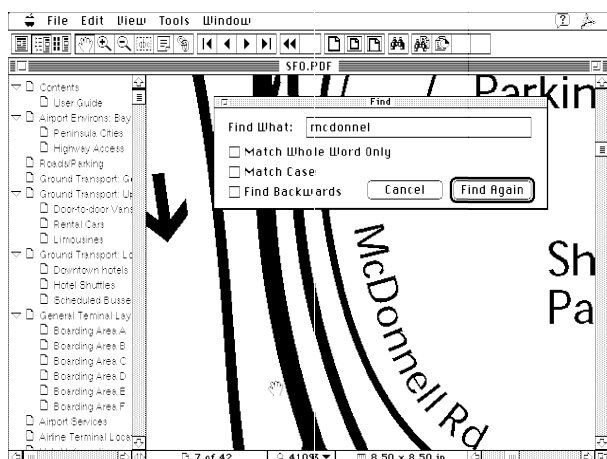 File Edit View Tools Window
SFO.PDF
Contents
User Guide
Airport Environs: Bay
Peninsula Cities
Highway Access
Roads/Parking
Ground Transport: Gr
Ground Transport: Up
Door-to-door Vans
Rental Cars
Limousines
Ground Transport: Lo
Downtown hotels
Hotel Shuttles
Scheduled Busse
General Teminal Lay
Boarding Area A
Boarding Area B
Boarding Area C
Boarding Area D
Boarding Area E
Boarding Area F
Airport Services
Airline Terminal Loca
Parkin
Find
Find What: mcdonnel
Match Whole Word Only
Match Case
Find Backwards Cancel Find Again
McDonnell Rd
Sh
Pa
7 of 42 410% 8.50 x 8.50 in